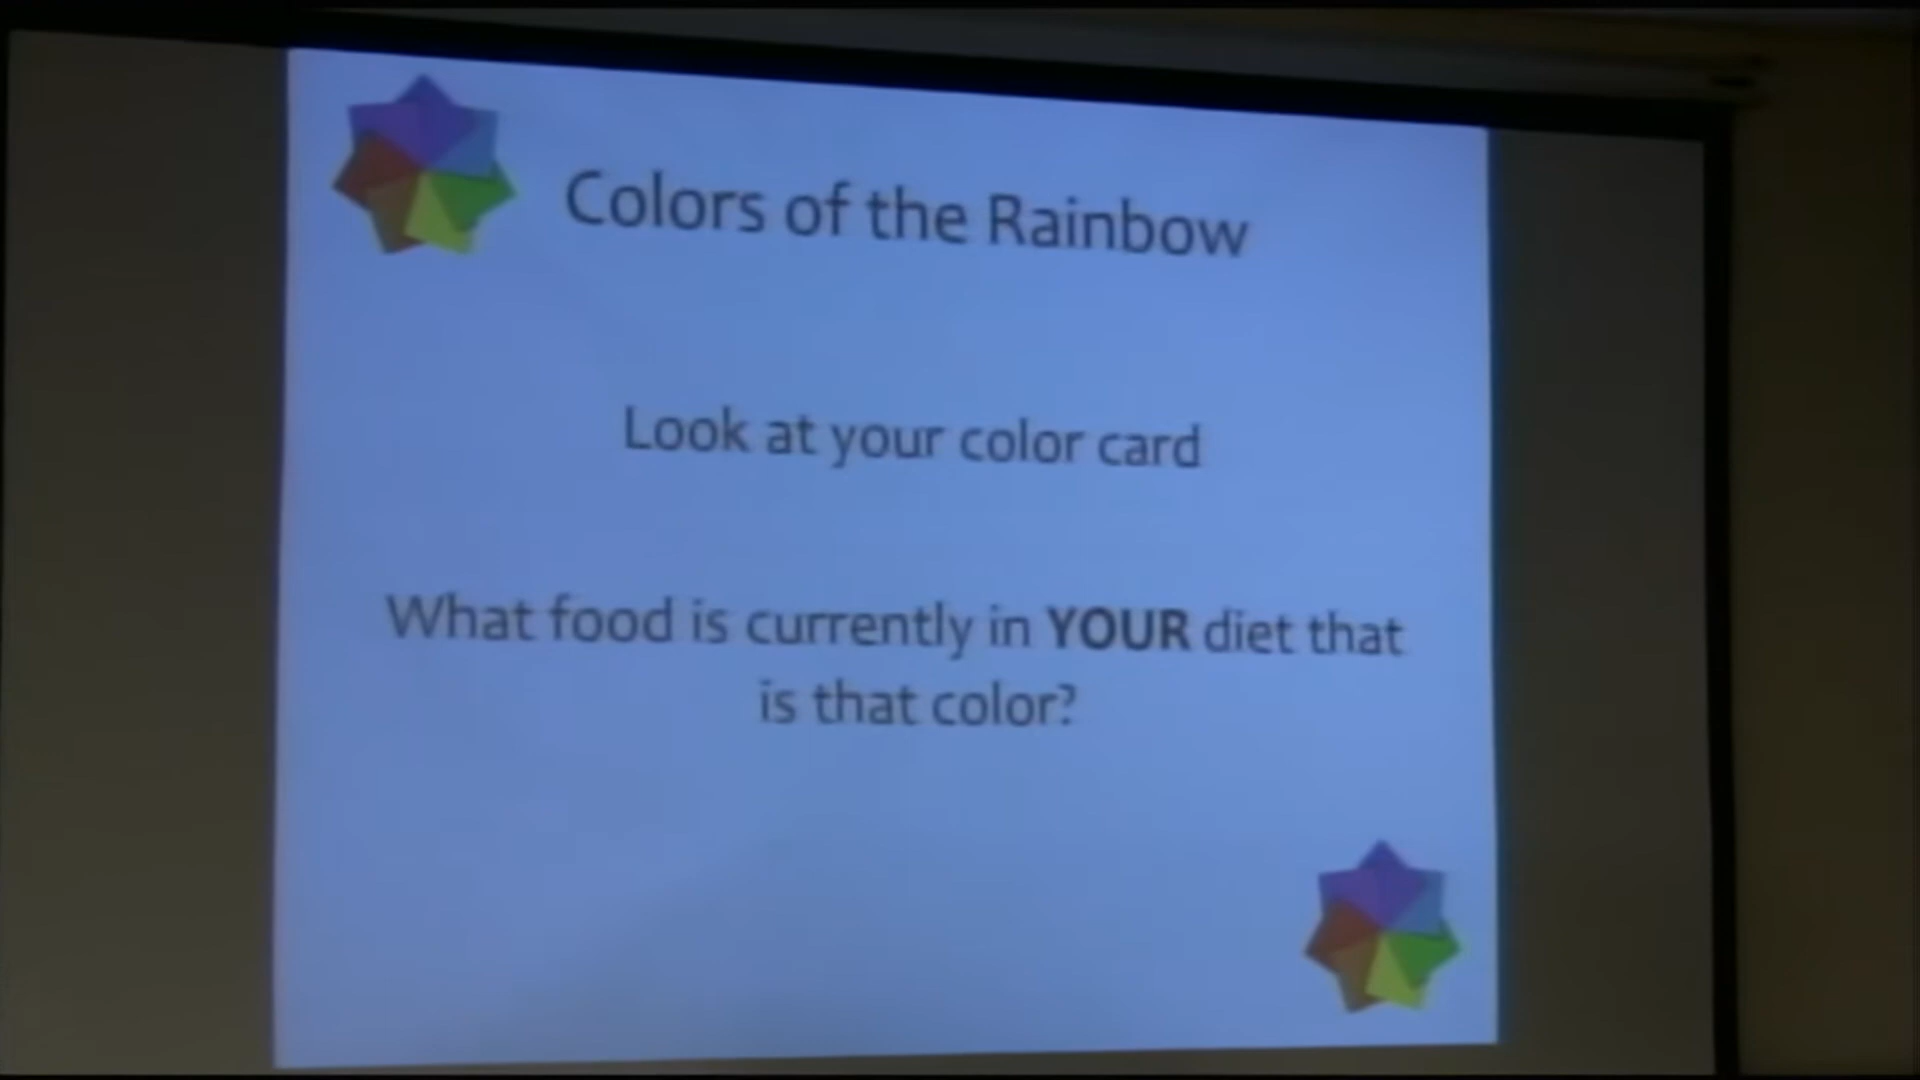 Colors of the Rainbow
Look at your color card
What food is currently in YOUR diet that
is that color?